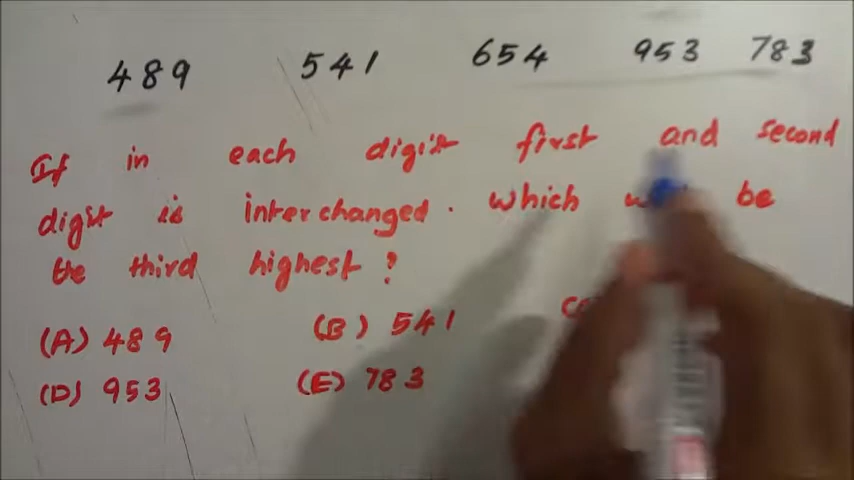 489 541 654 953 783
If in each digit first and second
digit is interchanged. which be
the third highest ?
(A) 489 (B) 541
(D) 953 (E) 783